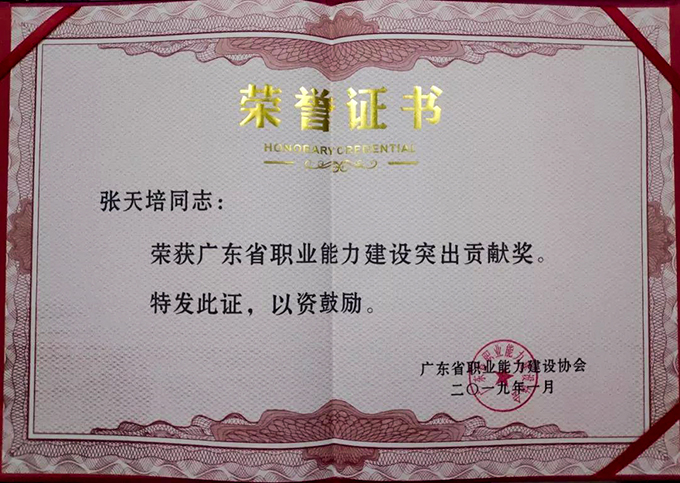 荣誉证书
HONORARY CREDENTIAL
张天培同志：
荣获广东省职业能力建设突出贡献奖。
特发此证，以资鼓励。
广东省职业能力建设协会
二〇一九年一月